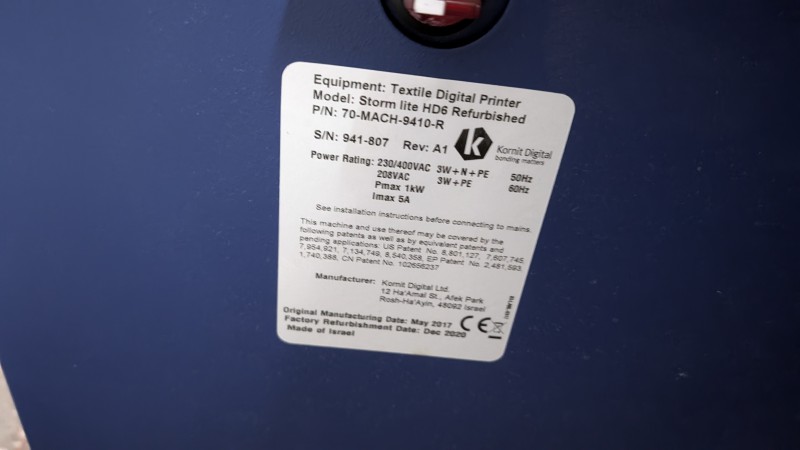 Equipment: Textile Digital Printer
Model: Storm lite HD6 Refurbished
P/N: 70-MACH-9410-R
S/N: 941-807 Rev: A1
k Kornit Digital
bonding matters
Power Rating: 230/400VAC 3W+N+PE 50Hz
208VAC 3W+PE 60Hz
Pmax 1kW
Imax 5A
See installation instructions before connecting to mains.
This machine and use thereof may be covered by the
following patents as well as by equivalent patents and
pending applications: US Patent No. 8,801,127, 7,607,745,
7,954,921, 7,134,749, 8,540,358, EP Patent No. 2,481,593,
1,740,388, CN Patent No. 102658237
Manufacturer: Kornit Digital Ltd.
12 Ha'Amal St., Afek Park
Rosh-Ha'Ayin, 48092 Israel
Original Manufacturing Date: May 2017
Factory Refurbishment Date: Dec 2020
Made of Israel
CE